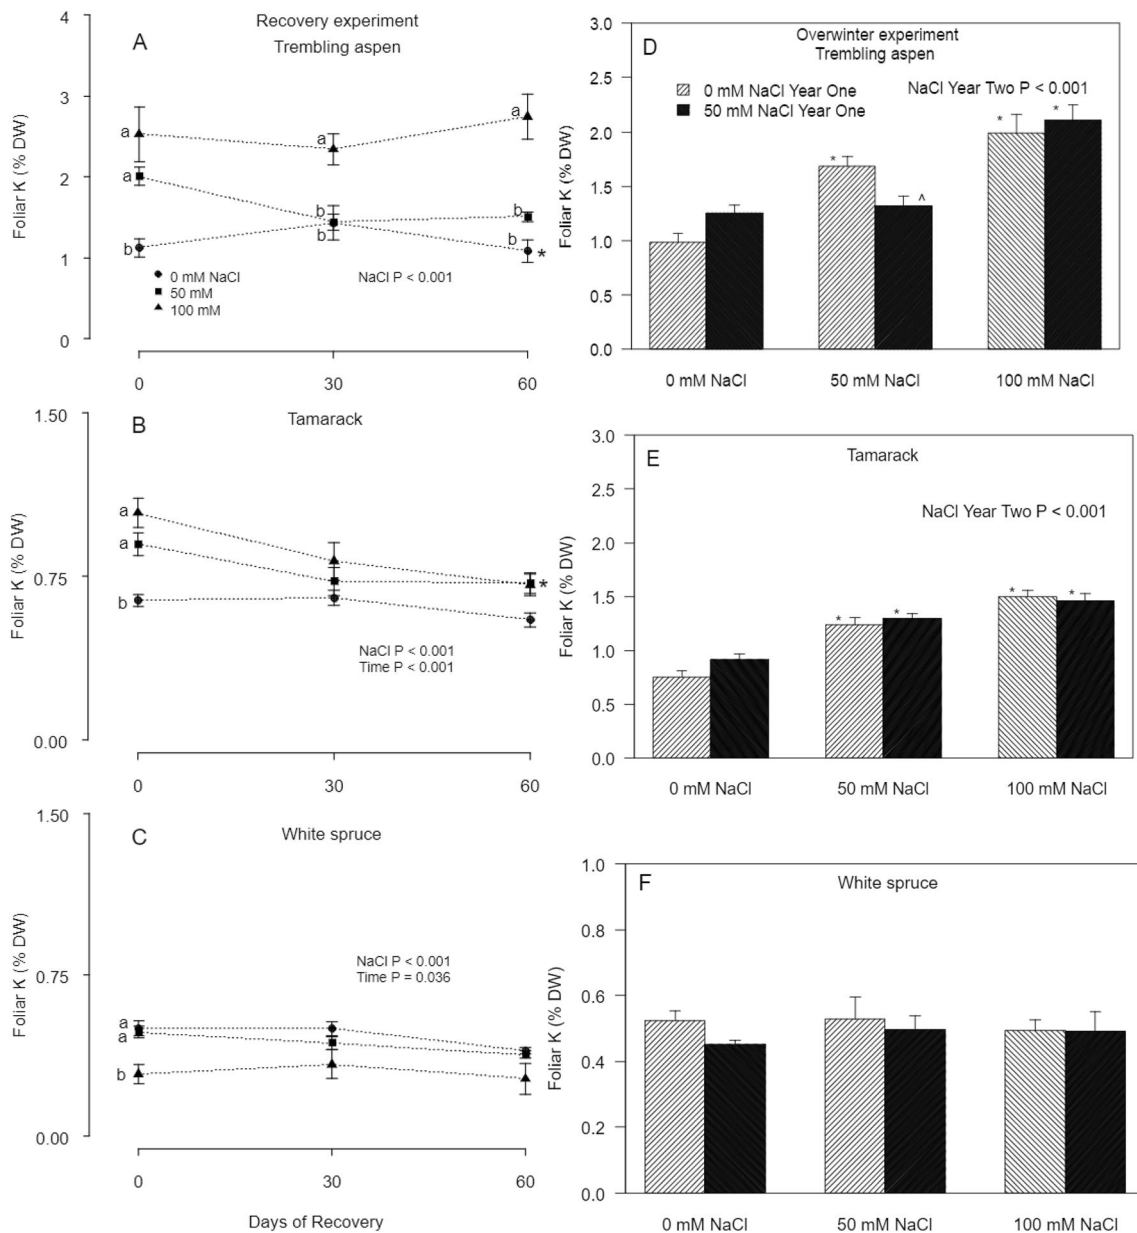 Recovery experiment
Trembling aspen
A
4
3
2
1
0
Foliar K (% DW)
a
a
b
a
b
b
a
b
b
*
0 mM NaCl
50 mM
100 mM
NaCl P < 0.001
0
30
60
B
Tamarack
1.50
0.75
0.00
Foliar K (% DW)
a
a
b
*
NaCl P < 0.001
Time P < 0.001
0
30
60
C
White spruce
1.50
0.75
0.00
Foliar K (% DW)
a
a
b
NaCl P < 0.001
Time P = 0.036
0
30
60
Days of Recovery
D
Overwinter experiment
Trembling aspen
0 mM NaCl Year One
50 mM NaCl Year One
NaCl Year Two P < 0.001
3.0
2.5
2.0
1.5
1.0
0.5
0.0
Foliar K (% DW)
*
^
*
*
0 mM NaCl
50 mM NaCl
100 mM NaCl
E
Tamarack
NaCl Year Two P < 0.001
3.0
2.5
2.0
1.5
1.0
0.5
0.0
Foliar K (% DW)
*
*
*
*
0 mM NaCl
50 mM NaCl
100 mM NaCl
F
White spruce
1.0
0.8
0.6
0.4
0.2
0.0
Foliar K (% DW)
0 mM NaCl
50 mM NaCl
100 mM NaCl